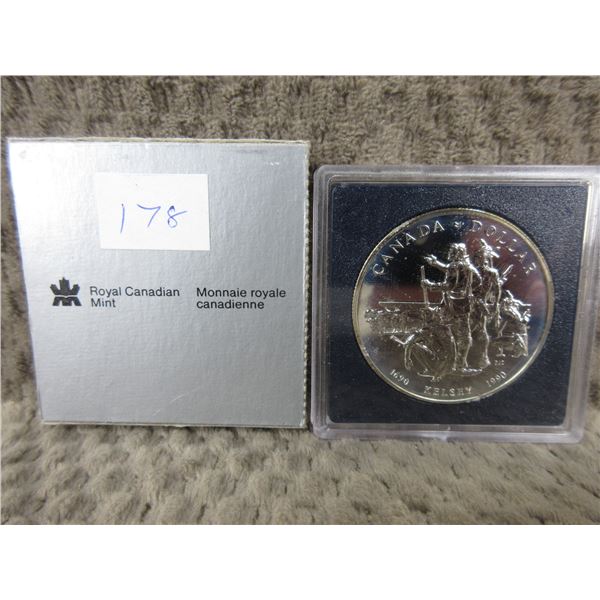 178
Royal Canadian
Mint
Monnaie royale
canadienne
CANADA DOLLAR
1690 KELSEY 1990